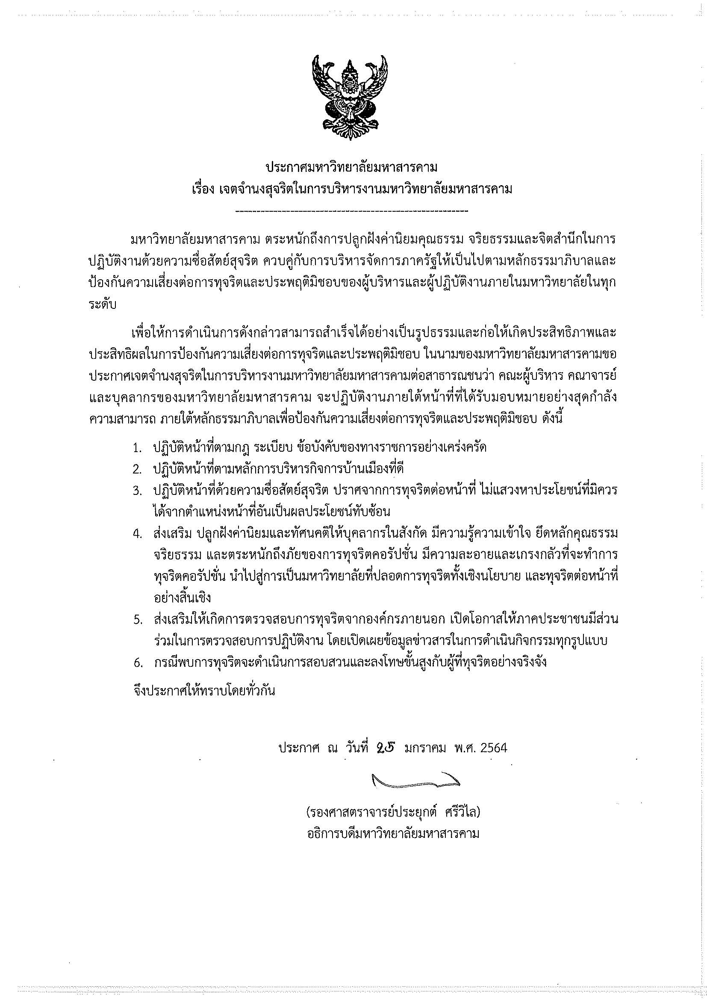 ประกาศมหาวิทยาลัยมหาสารคาม
เรื่อง เจตจำนงสุจริตในการบริหารงานมหาวิทยาลัยมหาสารคาม
มหาวิทยาลัยมหาสารคาม ตระหนักถึงการปลูกฝังค่านิยมคุณธรรม จริยธรรมและจิตสำนึกในการ
ปฏิบัติงานด้วยความซื่อสัตย์สุจริต ควบคู่กับการบริหารจัดการภาครัฐให้เป็นไปตามหลักธรรมาภิบาลและ
ป้องกันความเสี่ยงต่อการทุจริตและประพฤติมิชอบของผู้บริหารและผู้ปฏิบัติงานภายในมหาวิทยาลัยในทุก
ระดับ
เพื่อให้การดำเนินการดังกล่าวสามารถสำเร็จได้อย่างเป็นรูปธรรมและก่อให้เกิดประสิทธิภาพและ
ประสิทธิผลในการป้องกันความเสี่ยงต่อการทุจริตและประพฤติมิชอบ ในนามของมหาวิทยาลัยมหาสารคามขอ
ประกาศเจตจำนงสุจริตในการบริหารงานมหาวิทยาลัยมหาสารคามต่อสาธารณชนว่า คณะผู้บริหาร คณาจารย์
และบุคลากรของมหาวิทยาลัยมหาสารคาม จะปฏิบัติงานภายใต้หน้าที่ที่ได้รับมอบหมายอย่างสุดกำลัง
ความสามารถ ภายใต้หลักธรรมาภิบาลเพื่อป้องกันความเสี่ยงต่อการทุจริตและประพฤติมิชอบ ดังนี้
1. ปฏิบัติหน้าที่ตามกฎ ระเบียบ ข้อบังคับของทางราชการอย่างเคร่งครัด
2. ปฏิบัติหน้าที่ตามหลักการบริหารกิจการบ้านเมืองที่ดี
3. ปฏิบัติหน้าที่ด้วยความซื่อสัตย์สุจริต ปราศจากการทุจริตต่อหน้าที่ ไม่แสวงหาประโยชน์ที่มิควร
ได้จากตำแหน่งหน้าที่อันเป็นผลประโยชน์ทับซ้อน
4. ส่งเสริม ปลูกฝังค่านิยมและทัศนคติให้บุคลากรในสังกัด มีความรู้ความเข้าใจ ยึดหลักคุณธรรม
จริยธรรม และตระหนักถึงภัยของการทุจริตคอรัปชั่น มีความละอายและเกรงกลัวที่จะทำการ
ทุจริตคอรัปชั่น นำไปสู่การเป็นมหาวิทยาลัยที่ปลอดการทุจริตทั้งเชิงนโยบาย และทุจริตต่อหน้าที่
อย่างสิ้นเชิง
5. ส่งเสริมให้เกิดการตรวจสอบการทุจริตจากองค์กรภายนอก เปิดโอกาสให้ภาคประชาชนมีส่วน
ร่วมในการตรวจสอบการปฏิบัติงาน โดยเปิดเผยข้อมูลข่าวสารในการดำเนินกิจกรรมทุกรูปแบบ
6. กรณีพบการทุจริตจะดำเนินการสอบสวนและลงโทษขั้นสูงกับผู้ที่ทุจริตอย่างจริงจัง
จึงประกาศให้ทราบโดยทั่วกัน
ประกาศ ณ วันที่ 25 มกราคม พ.ศ. 2564
(รองศาสตราจารย์ประยุกต์ ศรีวิไล)
อธิการบดีมหาวิทยาลัยมหาสารคาม